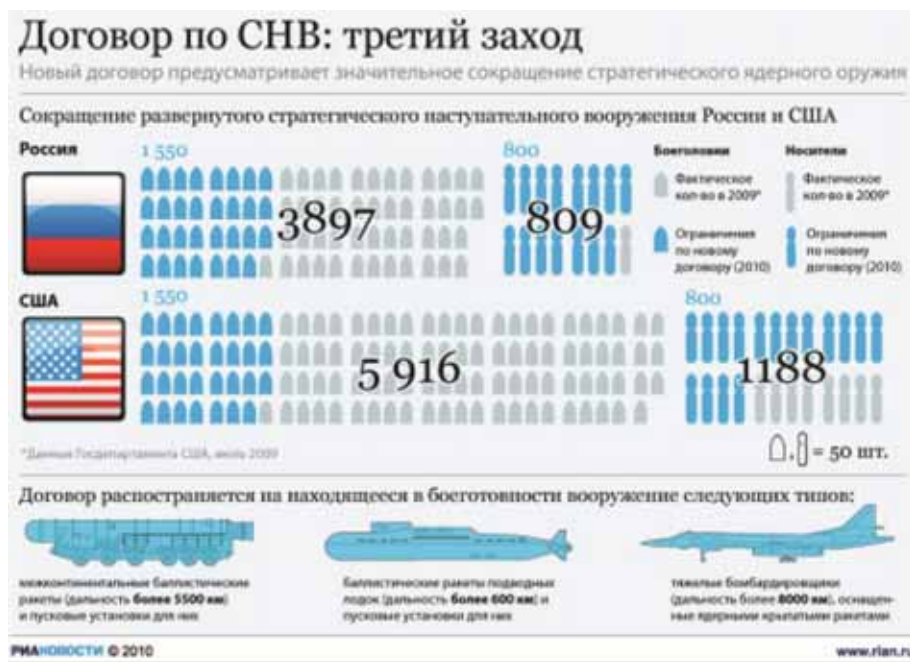 Договор по СНВ: третий заход
Новый договор предусматривает значительное сокращение стратегического ядерного оружия
Сокращение развернутого стратегического наступательного вооружения России и США
Россия
1 550
3897
800
809
Боеголовки
Фактическое
кол-во в 2009*
Ограничения
по новому
договору (2010)
Носители
Фактическое
кол-во в 2009*
Ограничения
по новому
договору (2010)
США
1 550
5 916
800
1188
*Данные Госдепартамента США, июль 2009
, = 50 шт.
Договор распостраняется на находящееся в боеготовности вооружение следующих типов:
межконтинентальные баллистические
ракеты (дальность более 5500 км)
и пусковые установки для них
баллистические ракеты подводных
лодок (дальность более 600 км) и
пусковые установки для них
тяжелые бомбардировщики
(дальность более 8000 км), оснащен-
ные ядерными крылатыми ракетами
РИАНОВОСТИ © 2010
www.rian.ru